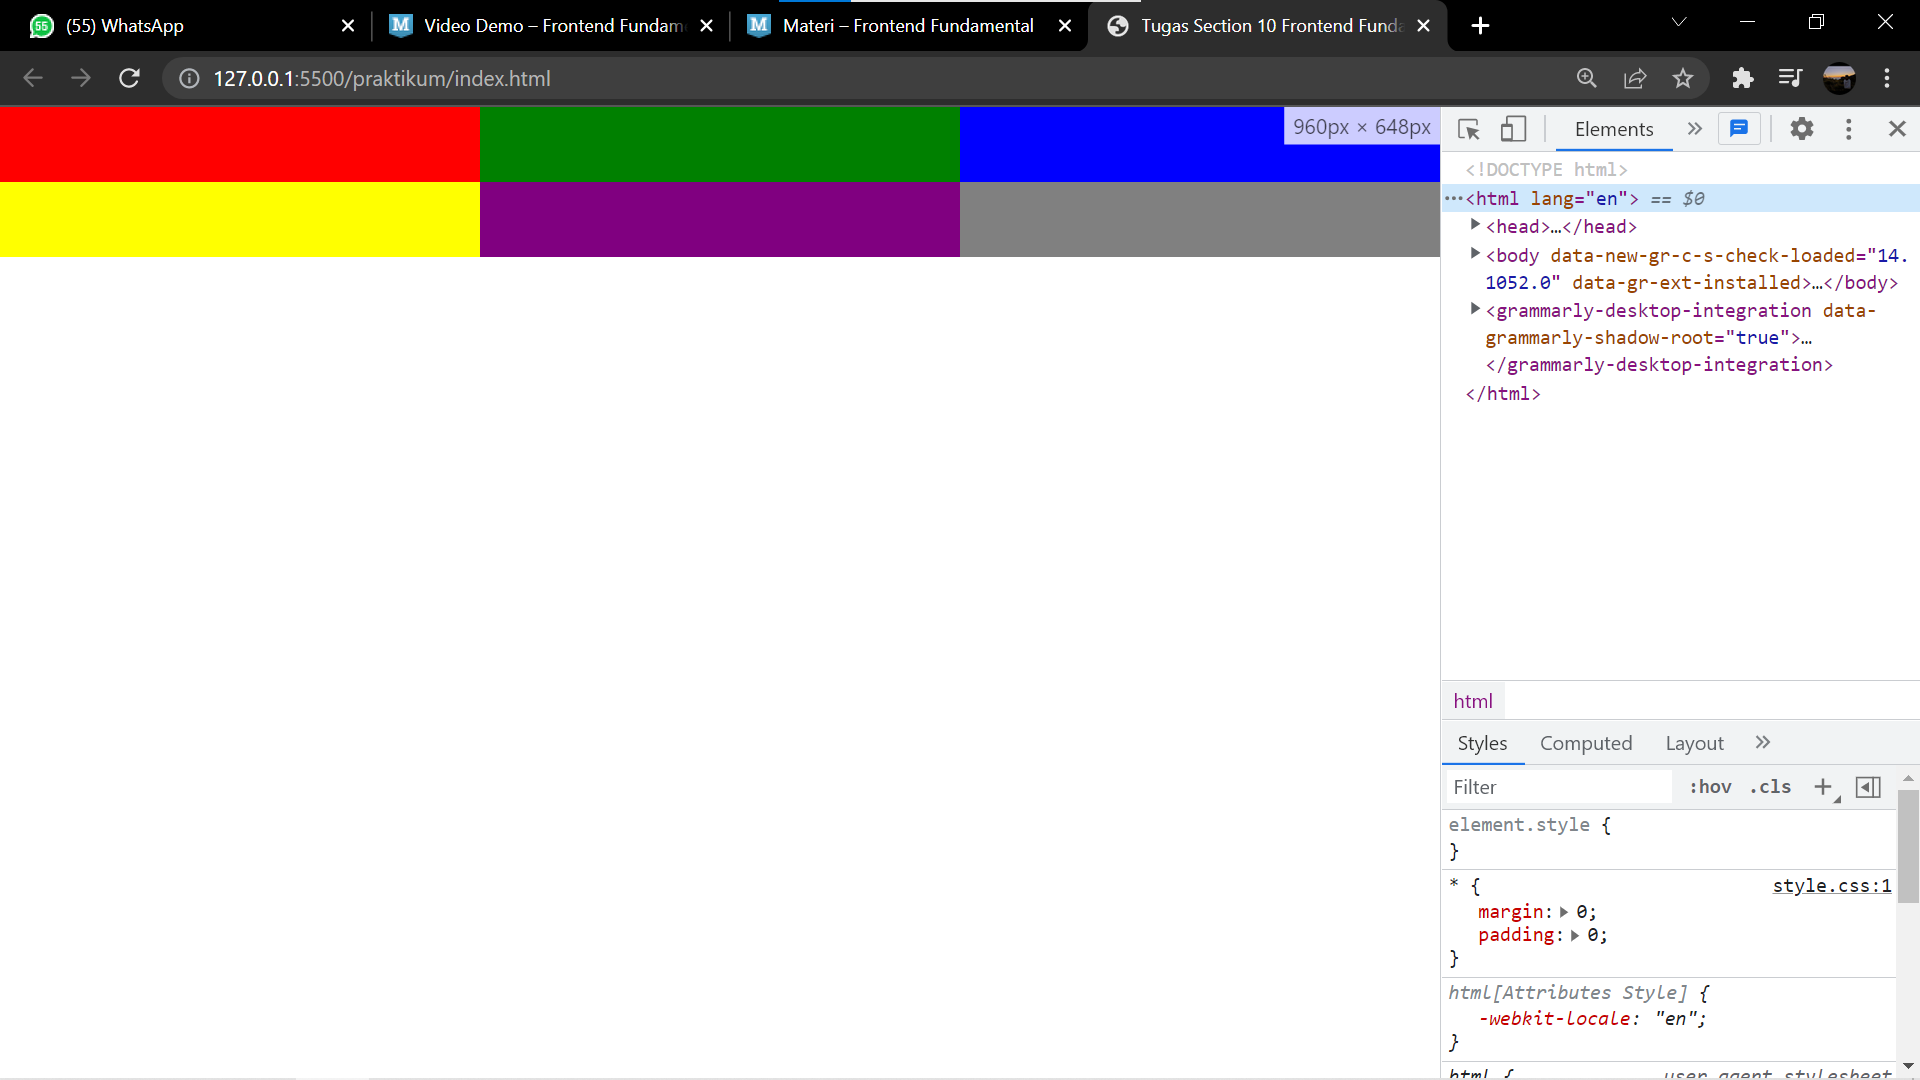 55
(55) WhatsApp
M
Video Demo – Frontend Fundam
M
Materi – Frontend Fundamental
Tugas Section 10 Frontend Funda
127.0.0.1:5500/praktikum/index.html
960px × 648px
Elements
<!DOCTYPE html>
…<html lang="en"> == $0
<head>…</head>
<body data-new-gr-c-s-check-loaded="14.
1052.0" data-gr-ext-installed>…</body>
<grammarly-desktop-integration data-
grammarly-shadow-root="true">…
</grammarly-desktop-integration>
</html>
html
Styles Computed Layout
Filter :hov .cls
element.style {
}
* { style.css:1
margin: 0;
padding: 0;
}
html[Attributes Style] {
-webkit-locale: "en";
}
html { user agent stylesheet